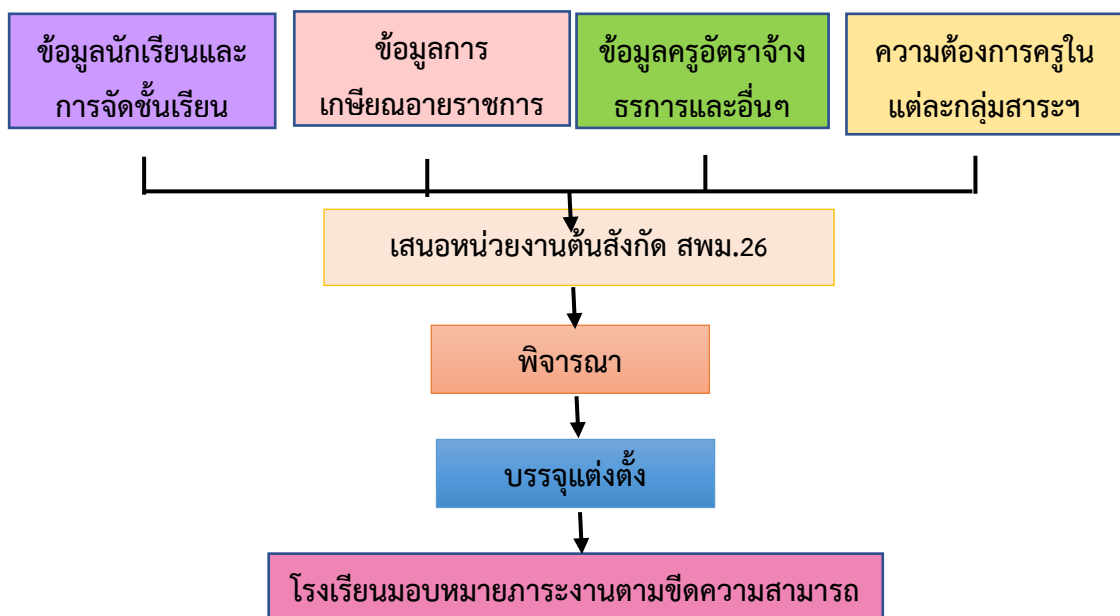 ข้อมูลนักเรียนและ
การจัดชั้นเรียน
ข้อมูลการ
เกษียณอายราชการ
ข้อมูลครูอัตราจ้าง
ธรการและอื่นๆ
ความต้องการครูใน
แต่ละกลุ่มสาระฯ
เสนอหน่วยงานต้นสังกัด สพม.26
พิจารณา
บรรจุแต่งตั้ง
โรงเรียนมอบหมายภาระงานตามขีดความสามารถ